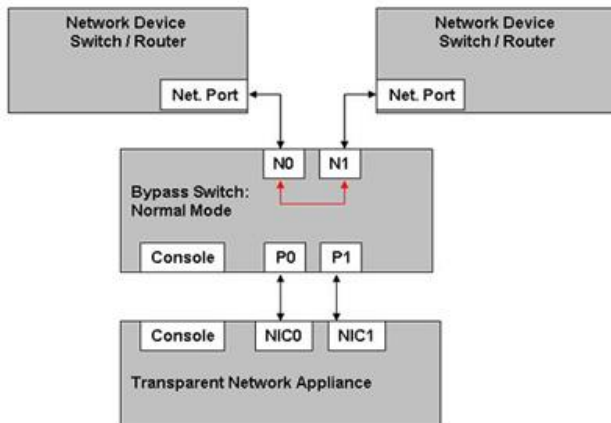 Network Device
Switch / Router
Network Device
Switch / Router
Net. Port
Net. Port
N0
N1
Bypass Switch:
Normal Mode
Console
P0
P1
Console
NIC0
NIC1
Transparent Network Appliance